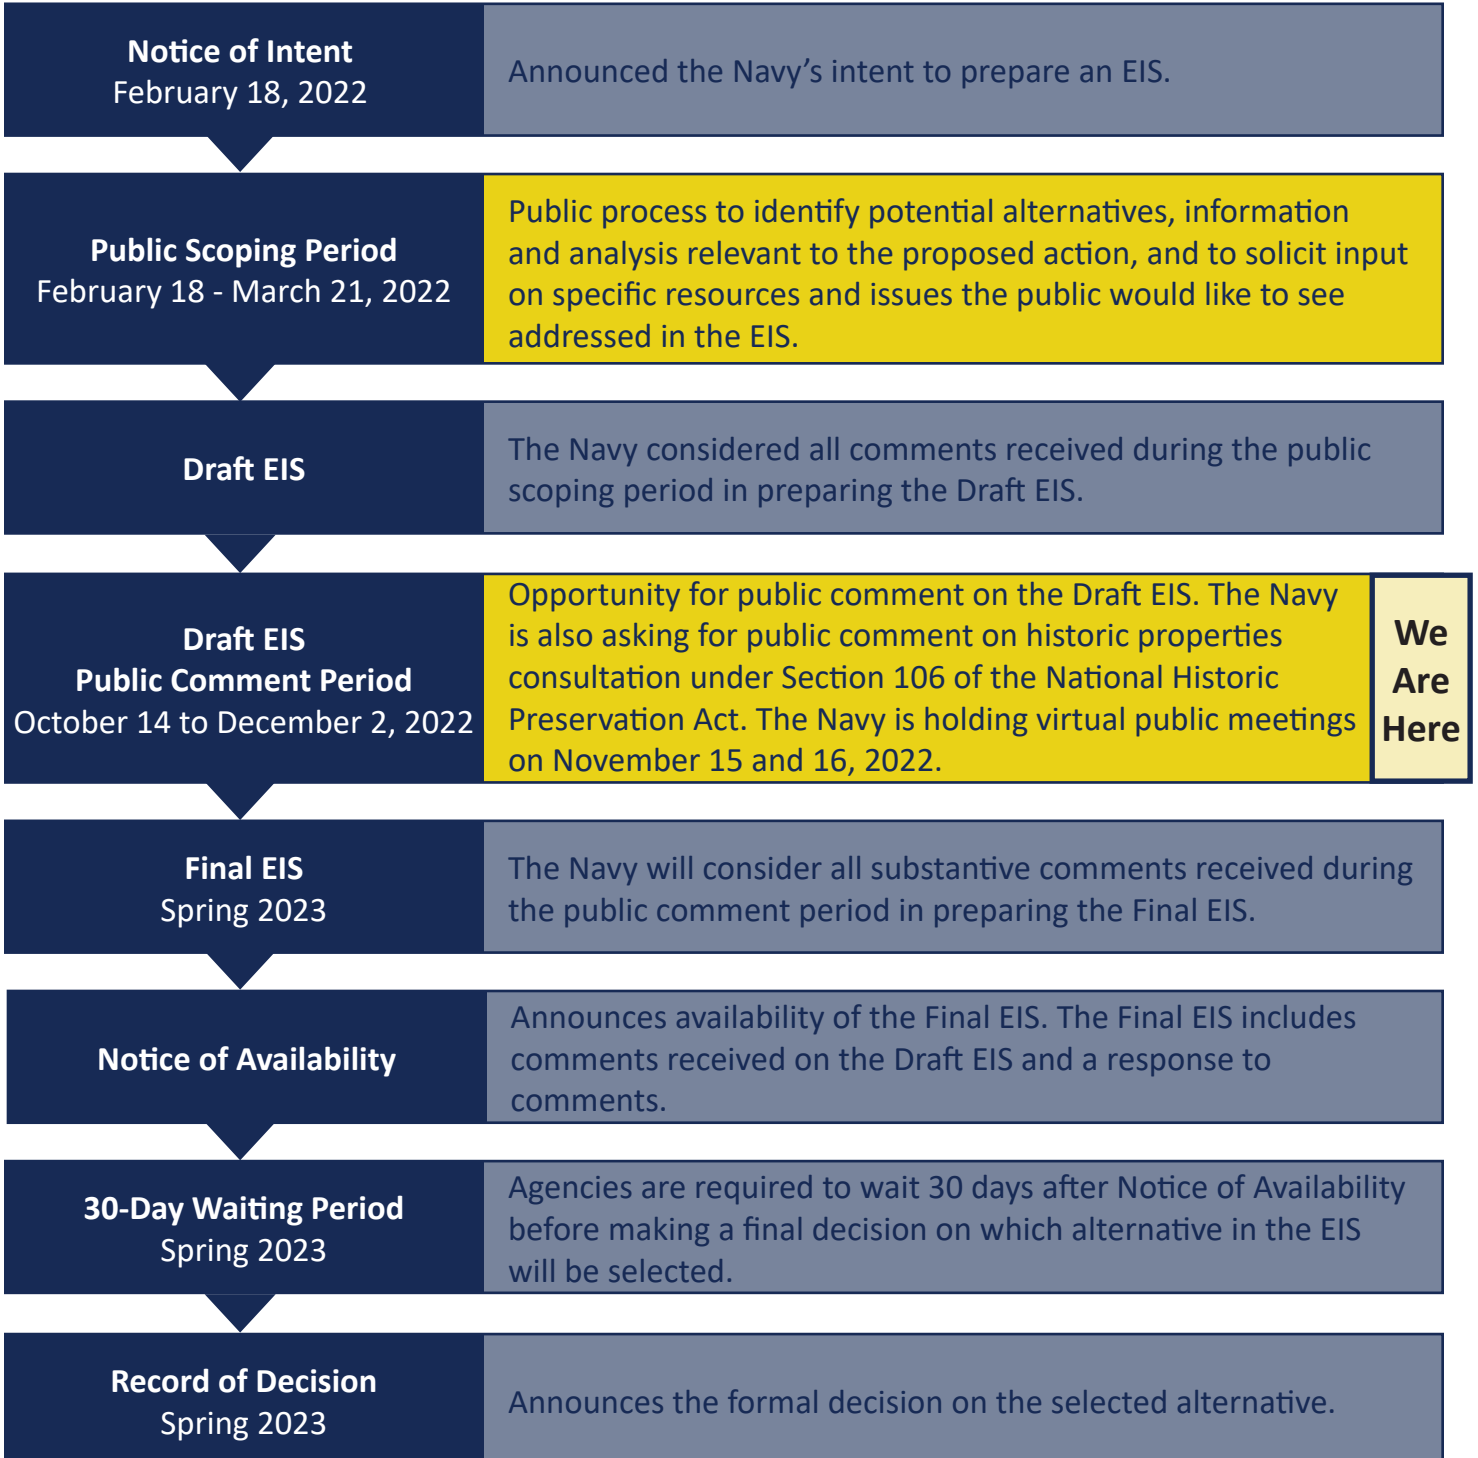 Notice of Intent
February 18, 2022
Announced the Navy's intent to prepare an EIS.
Public Scoping Period
February 18 - March 21, 2022
Public process to identify potential alternatives, information
and analysis relevant to the proposed action, and to solicit input
on specific resources and issues the public would like to see
addressed in the EIS.
Draft EIS
The Navy considered all comments received during the public
scoping period in preparing the Draft EIS.
Draft EIS
Public Comment Period
October 14 to December 2, 2022
Opportunity for public comment on the Draft EIS. The Navy
is also asking for public comment on historic properties
consultation under Section 106 of the National Historic
Preservation Act. The Navy is holding virtual public meetings
on November 15 and 16, 2022.
We
Are
Here
Final EIS
Spring 2023
The Navy will consider all substantive comments received during
the public comment period in preparing the Final EIS.
Notice of Availability
Announces availability of the Final EIS. The Final EIS includes
comments received on the Draft EIS and a response to
comments.
30-Day Waiting Period
Spring 2023
Agencies are required to wait 30 days after Notice of Availability
before making a final decision on which alternative in the EIS
will be selected.
Record of Decision
Spring 2023
Announces the formal decision on the selected alternative.